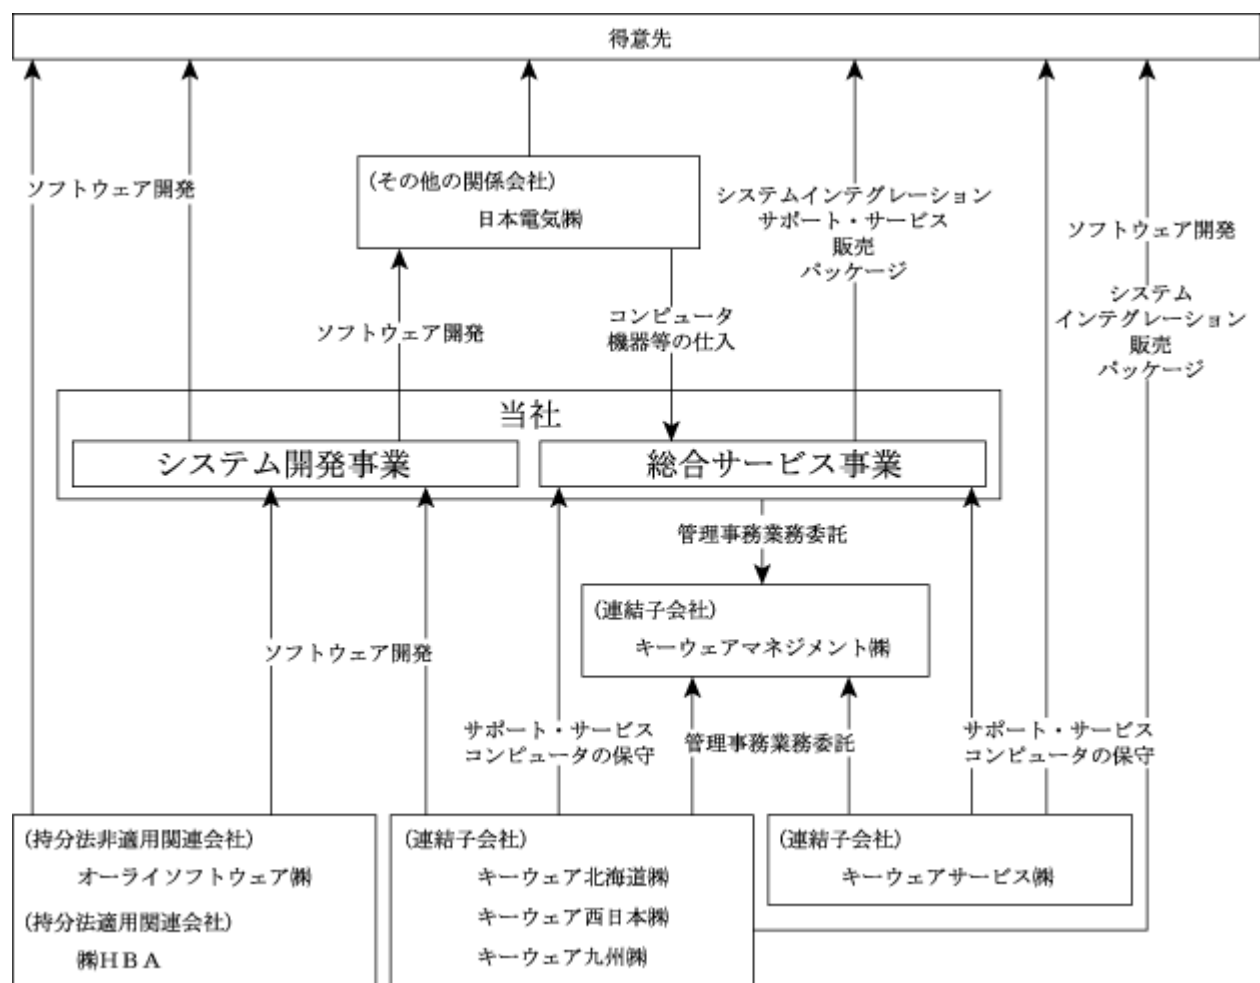 得意先
ソフトウェア開発
(その他の関係会社)
日本電気㈱
システムインテグレーション
サポート・サービス
販売
パッケージ
ソフトウェア開発
システム
インテグレーション
販売
パッケージ
ソフトウェア開発
コンピュータ
機器等の仕入
当社
システム開発事業
総合サービス事業
管理事務業務委託
(連結子会社)
キーウェアマネジメント㈱
ソフトウェア開発
サポート・サービス
コンピュータの保守
管理事務業務委託
サポート・サービス
コンピュータの保守
(持分法非適用関連会社)
オーライソフトウェア㈱
(持分法適用関連会社)
㈱ＨＢＡ
(連結子会社)
キーウェア北海道㈱
キーウェア西日本㈱
キーウェア九州㈱
(連結子会社)
キーウェアサービス㈱